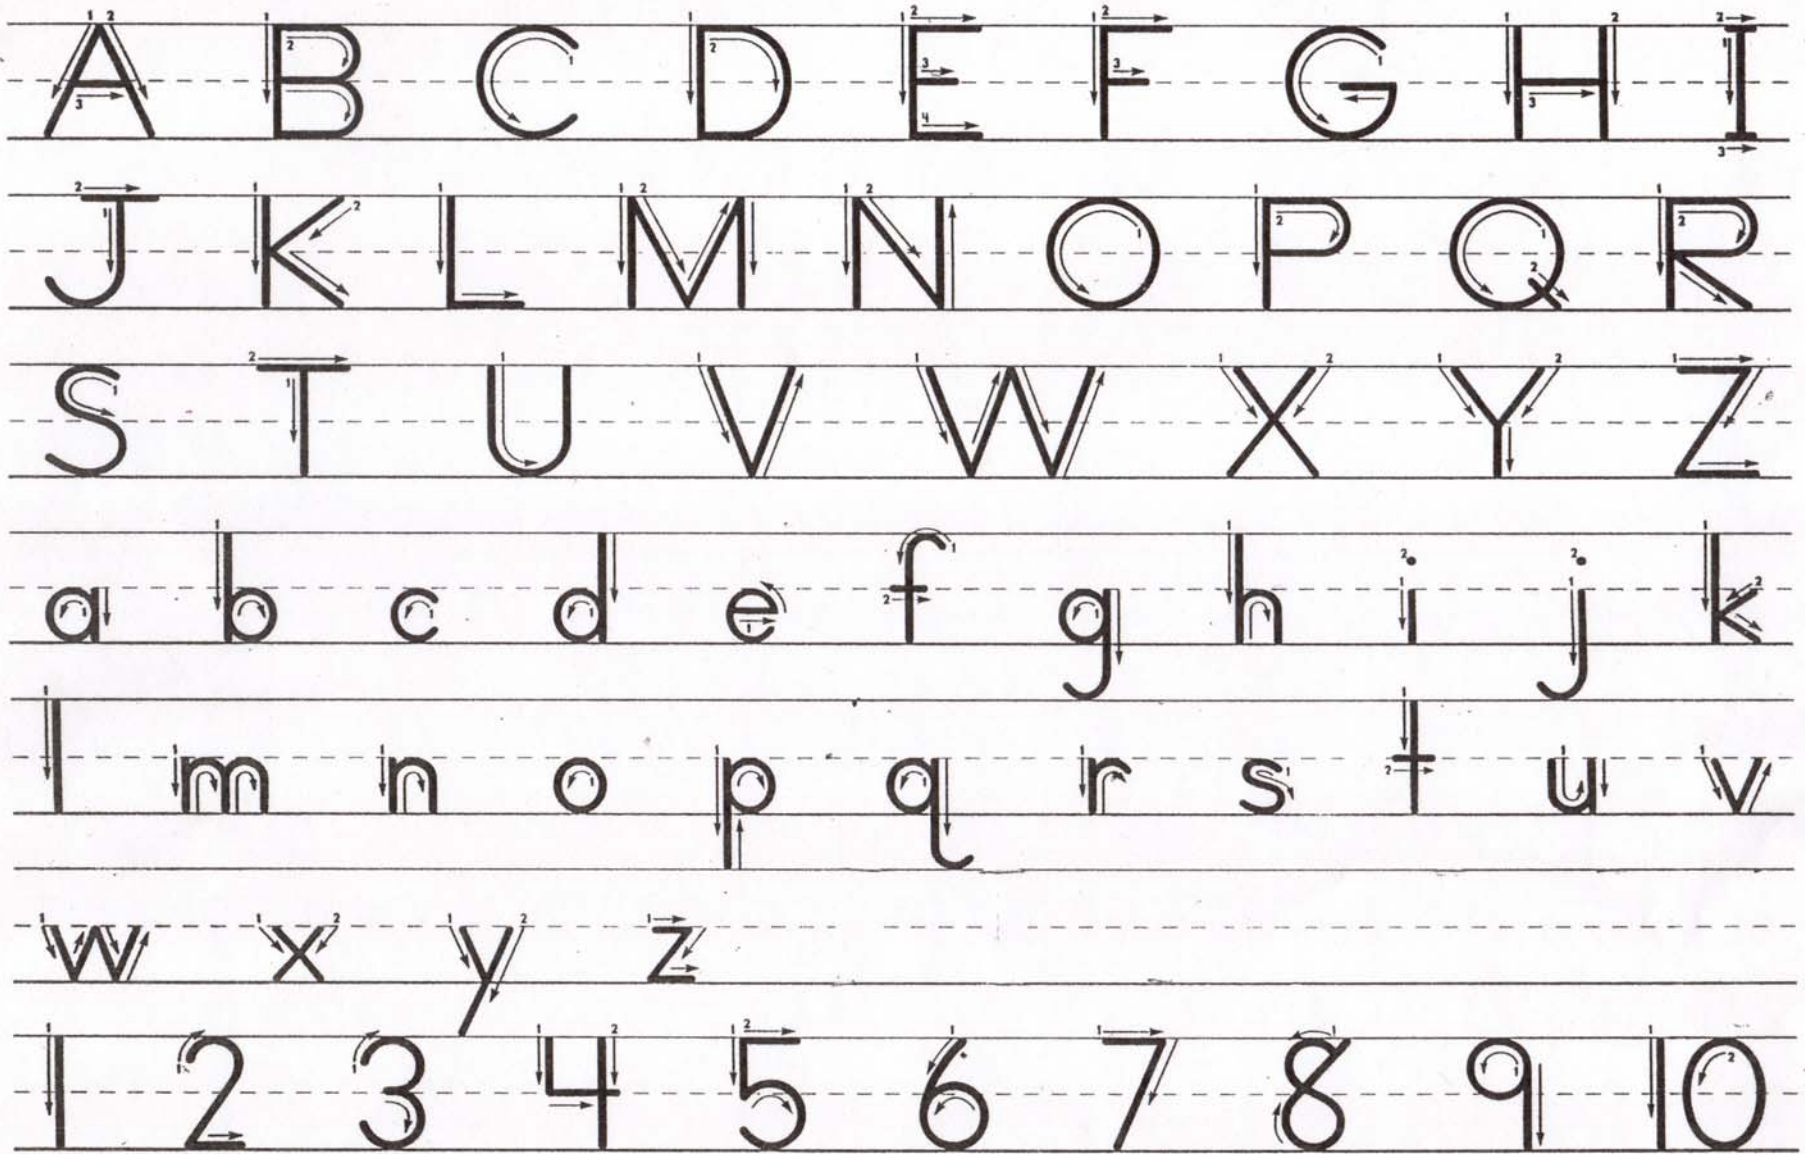 A B C D E F G H I
J K L M N O P Q R
S T U V W X Y Z
a b c d e f g h i j k
l m n o p q r s t u v
w x y z
1 2 3 4 5 6 7 8 9 10